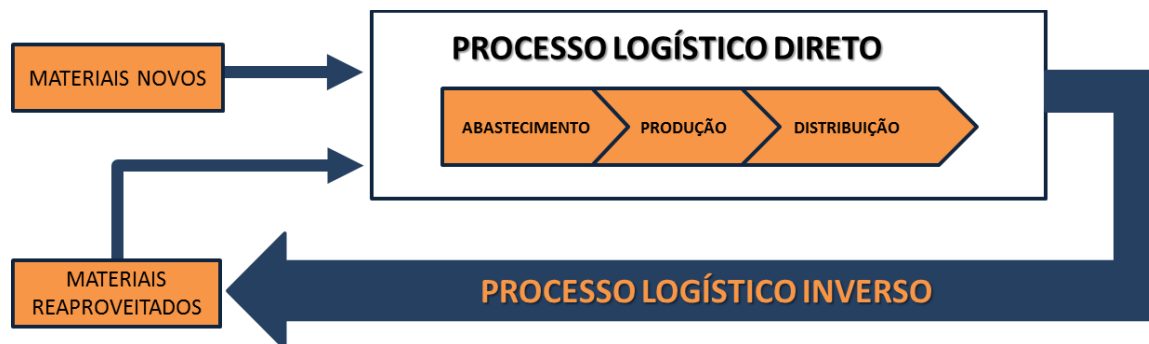 PROCESSO LOGÍSTICO DIRETO
MATERIAIS NOVOS
ABASTECIMENTO
PRODUÇÃO
DISTRIBUIÇÃO
MATERIAIS
REAPROVEITADOS
PROCESSO LOGÍSTICO INVERSO